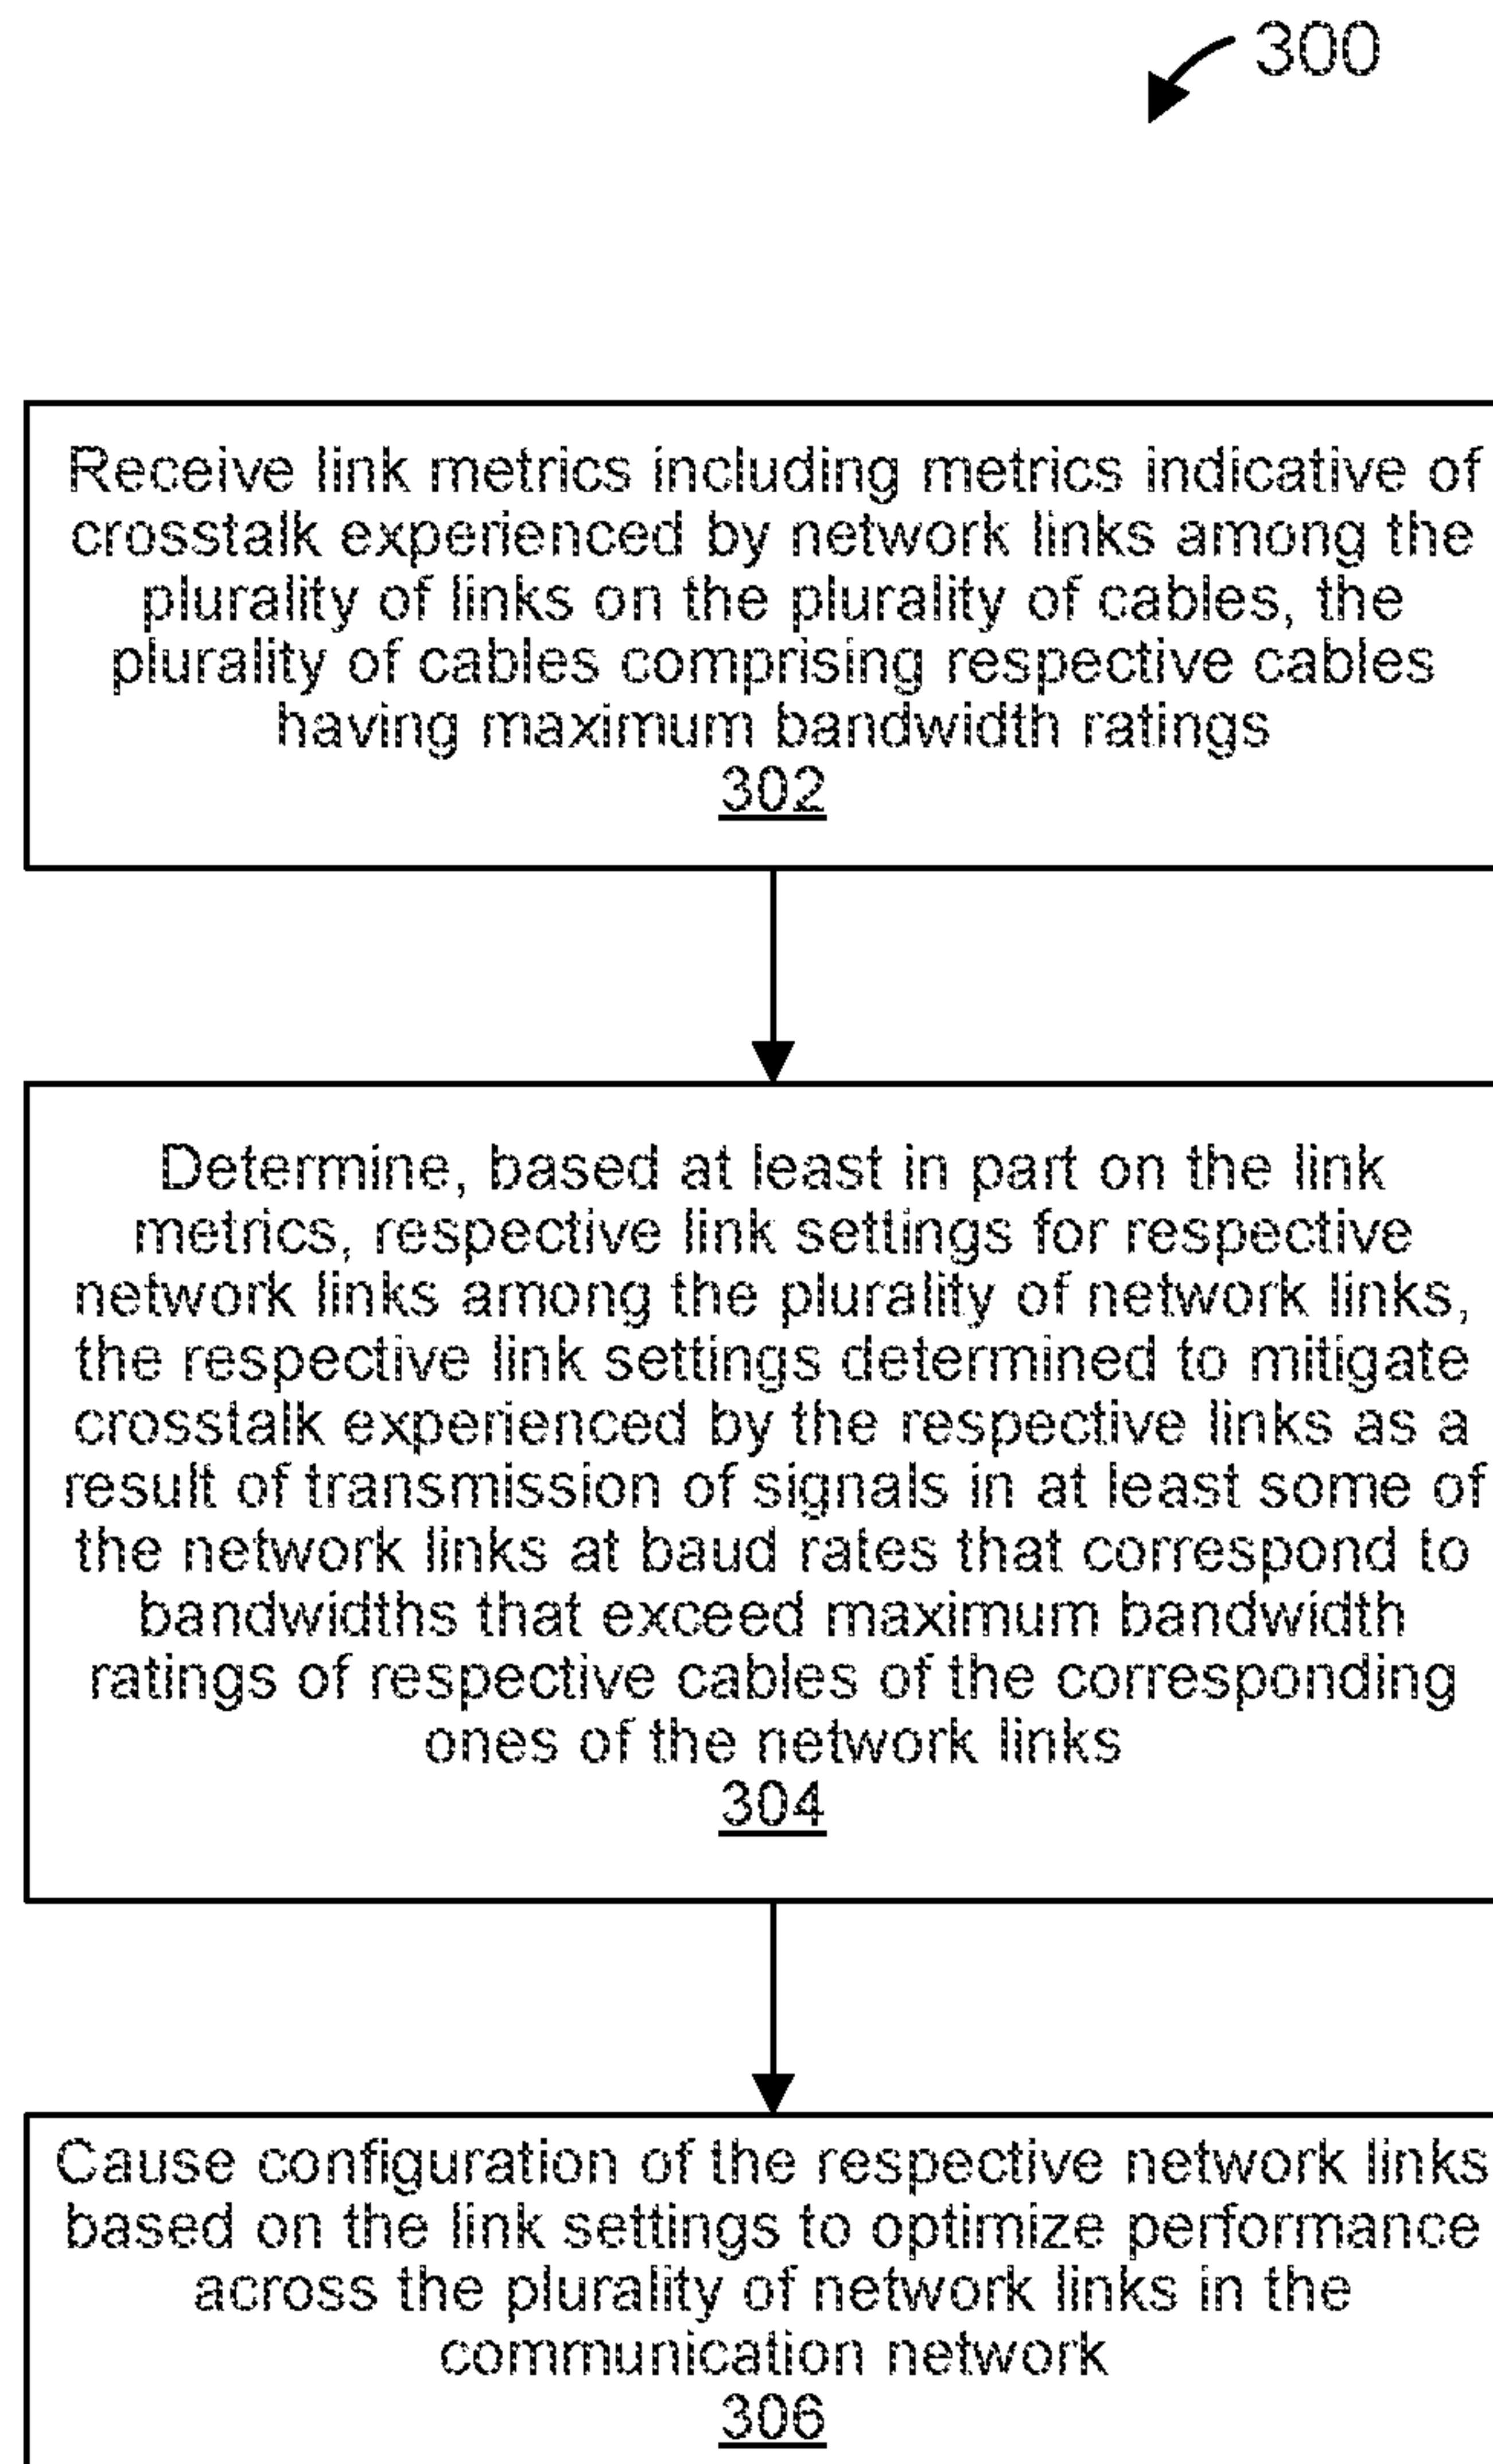 300
Receive link metrics including metrics indicative of
crosstalk experienced by network links among the
plurality of links on the plurality of cables, the
plurality of cables comprising respective cables
having maximum bandwidth ratings
302
Determine, based at least in part on the link
metrics, respective link settings for respective
network links among the plurality of network links,
the respective link settings determined to mitigate
crosstalk experienced by the respective links as a
result of transmission of signals in at least some of
the network links at baud rates that correspond to
bandwidths that exceed maximum bandwidth
ratings of respective cables of the corresponding
ones of the network links
304
Cause configuration of the respective network links
based on the link settings to optimize performance
across the plurality of network links in the
communication network
306